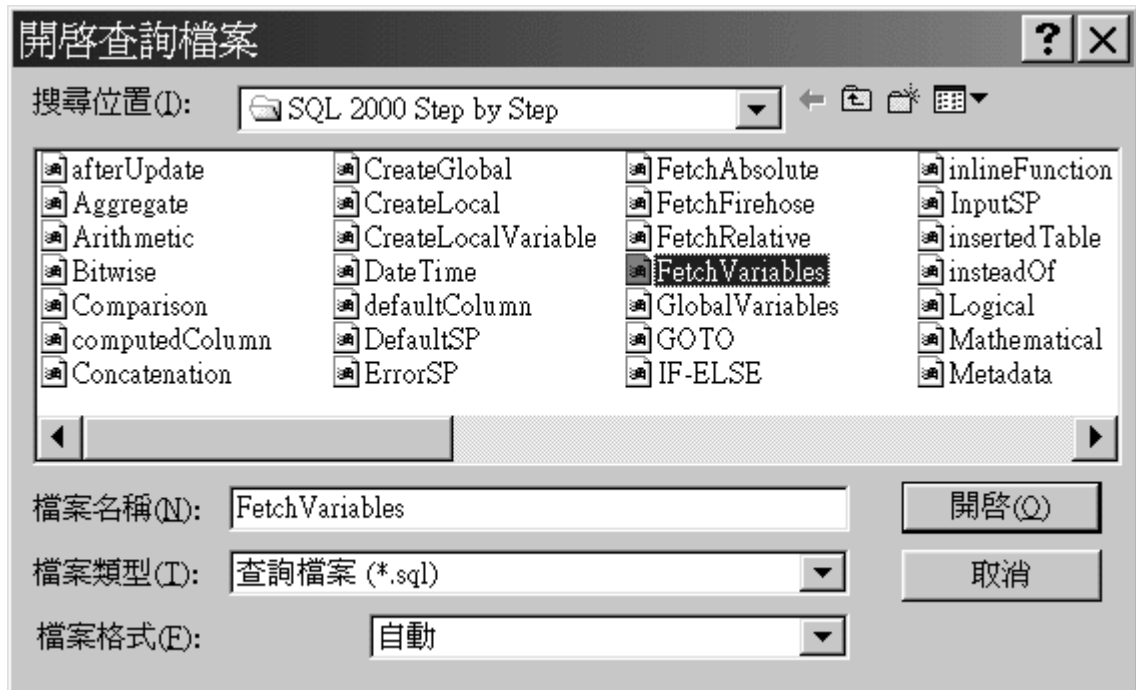 開啓查詢檔案
搜尋位置(I): SQL 2000 Step by Step
afterUpdate CreateGlobal FetchAbsolute inlineFunction
Aggregate CreateLocal FetchFirehose InputSP
Arithmetic CreateLocalVariable FetchRelative insertedTable
Bitwise DateTime FetchVariables insteadOf
Comparison defaultColumn GlobalVariables Logical
computedColumn DefaultSP GOTO Mathematical
Concatenation ErrorSP IF-ELSE Metadata
檔案名稱(N): FetchVariables 開啓(O)
檔案類型(T): 查詢檔案 (*.sql) 取消
檔案格式(F): 自動